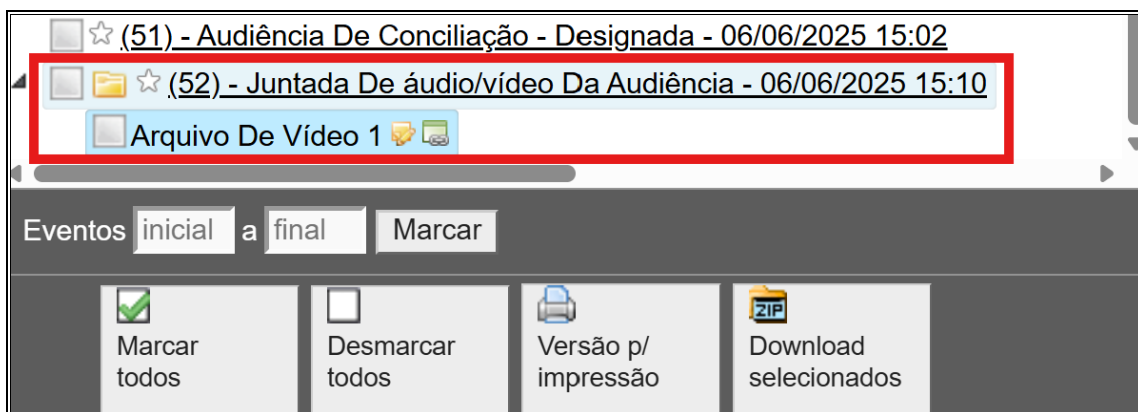 (51) - Audiência De Conciliação - Designada - 06/06/2025 15:02
(52) - Juntada De áudio/vídeo Da Audiência - 06/06/2025 15:10
Arquivo De Vídeo 1
Eventos inicial a final Marcar
Marcar todos
Desmarcar todos
Versão p/ impressão
ZIP
Download selecionados